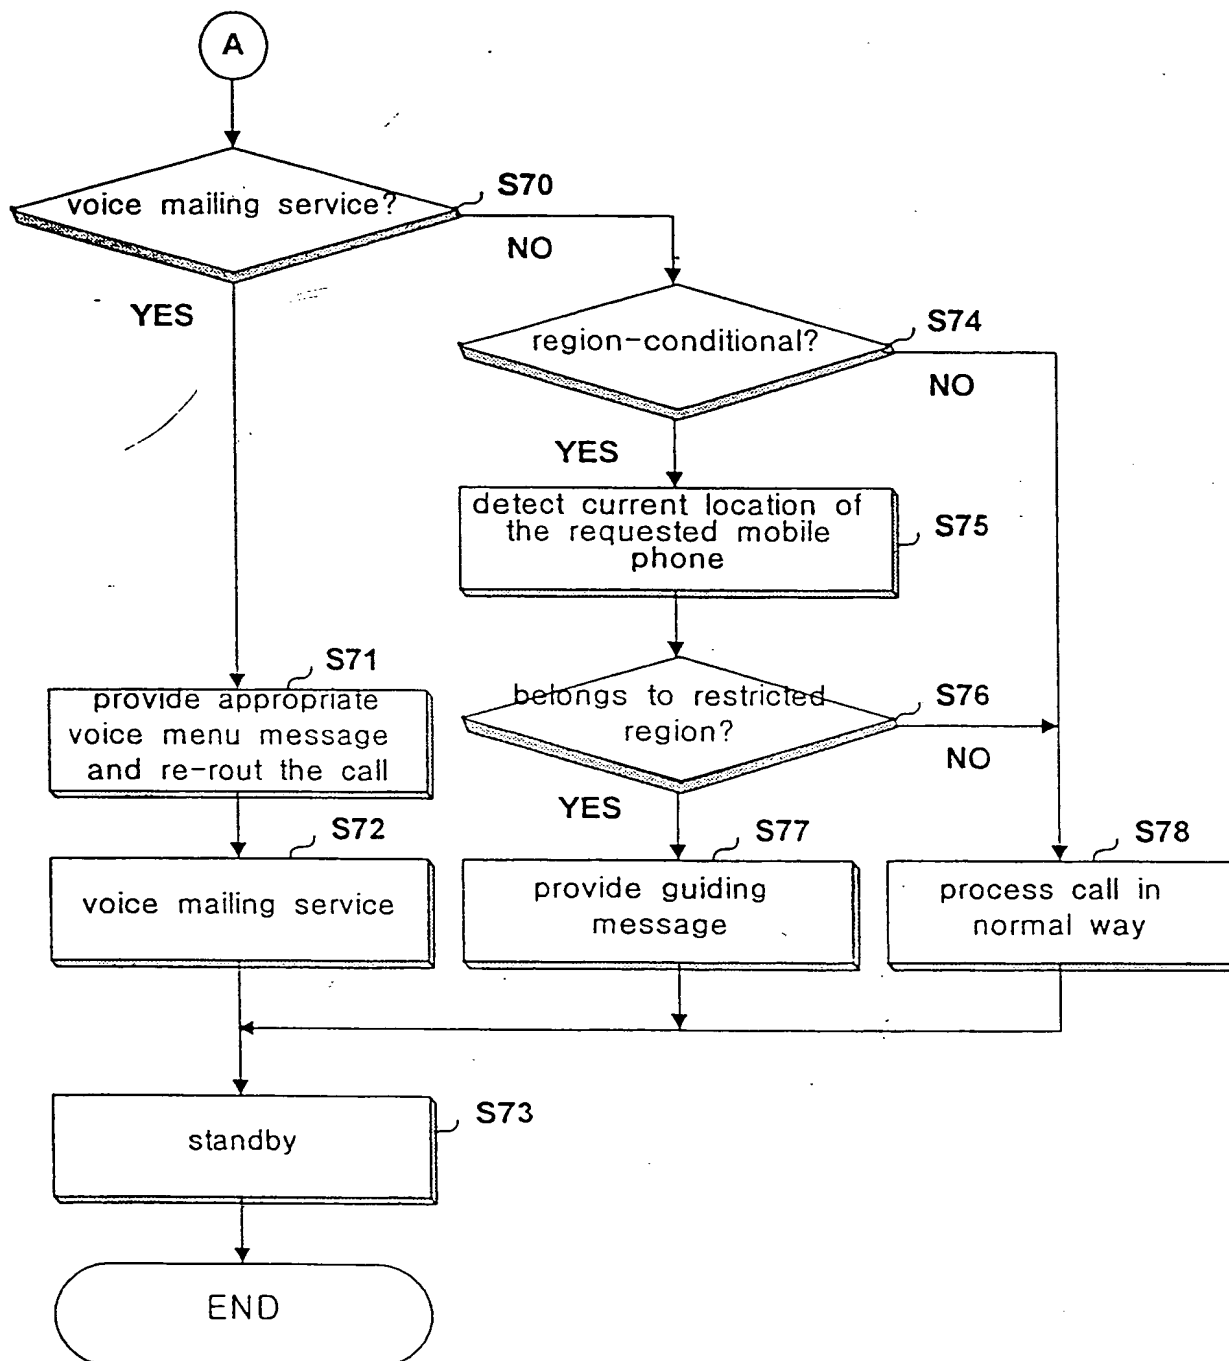 A
voice mailing service?
S70
NO
YES
region-conditional?
S74
NO
YES
detect current location of
the requested mobile
phone
S75
S71
provide appropriate
voice menu message
and re-rout the call
belongs to restricted
region?
S76
NO
YES
S72
voice mailing service
S77
provide guiding
message
S78
process call in
normal way
standby
S73
END